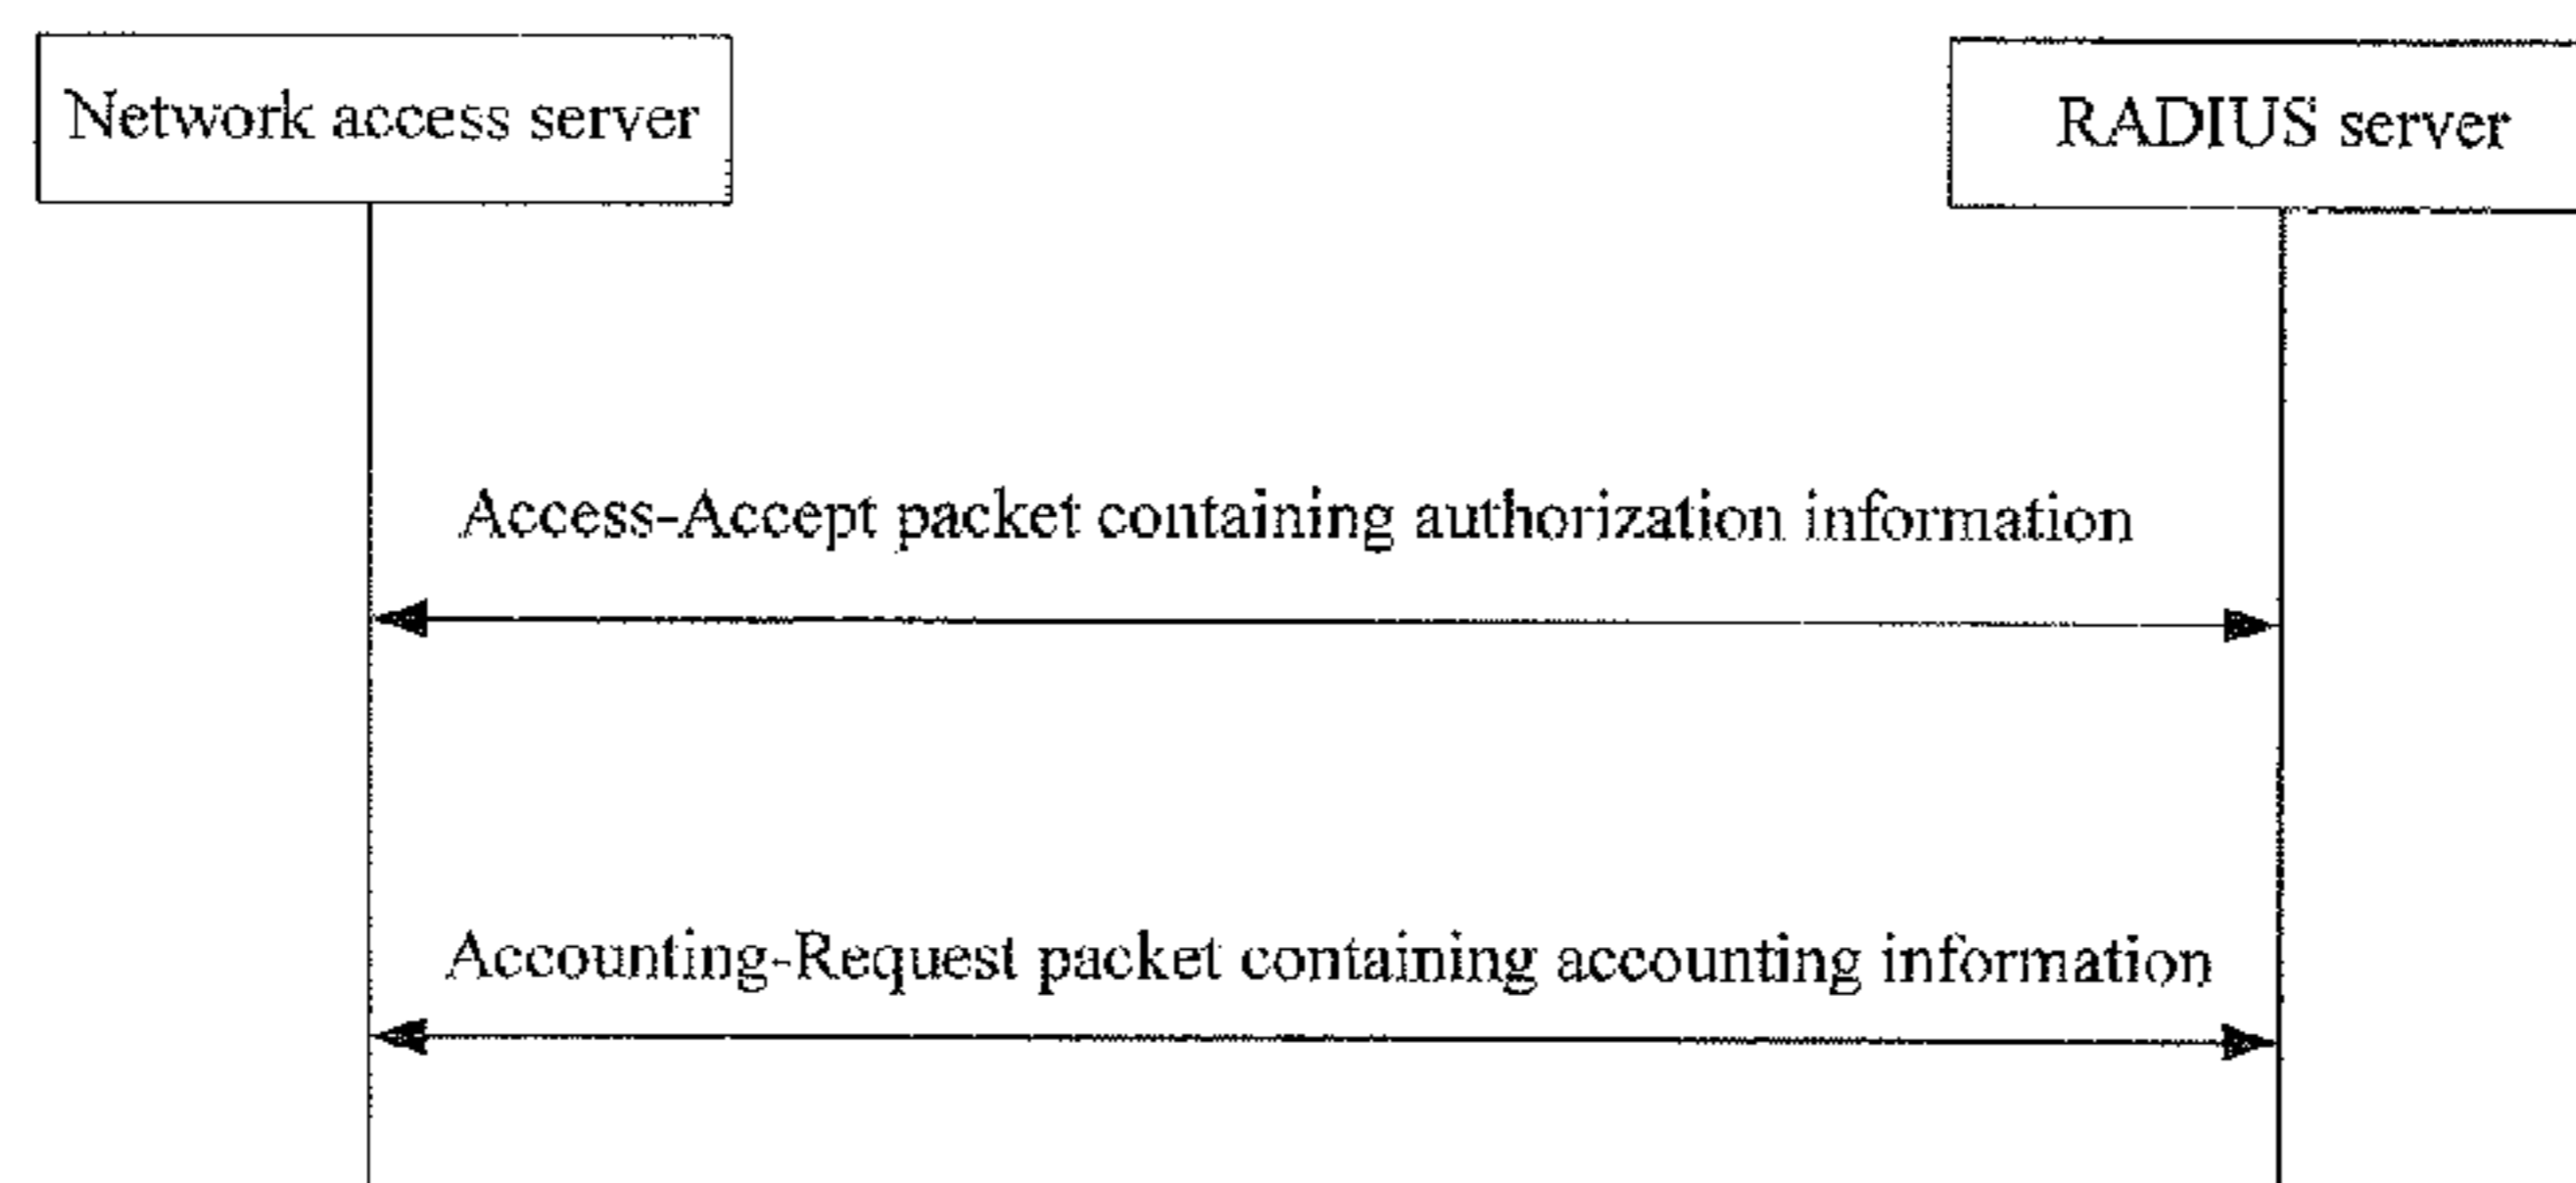 Network access server
RADIUS server
Access-Accept packet containing authorization information
Accounting-Request packet containing accounting information